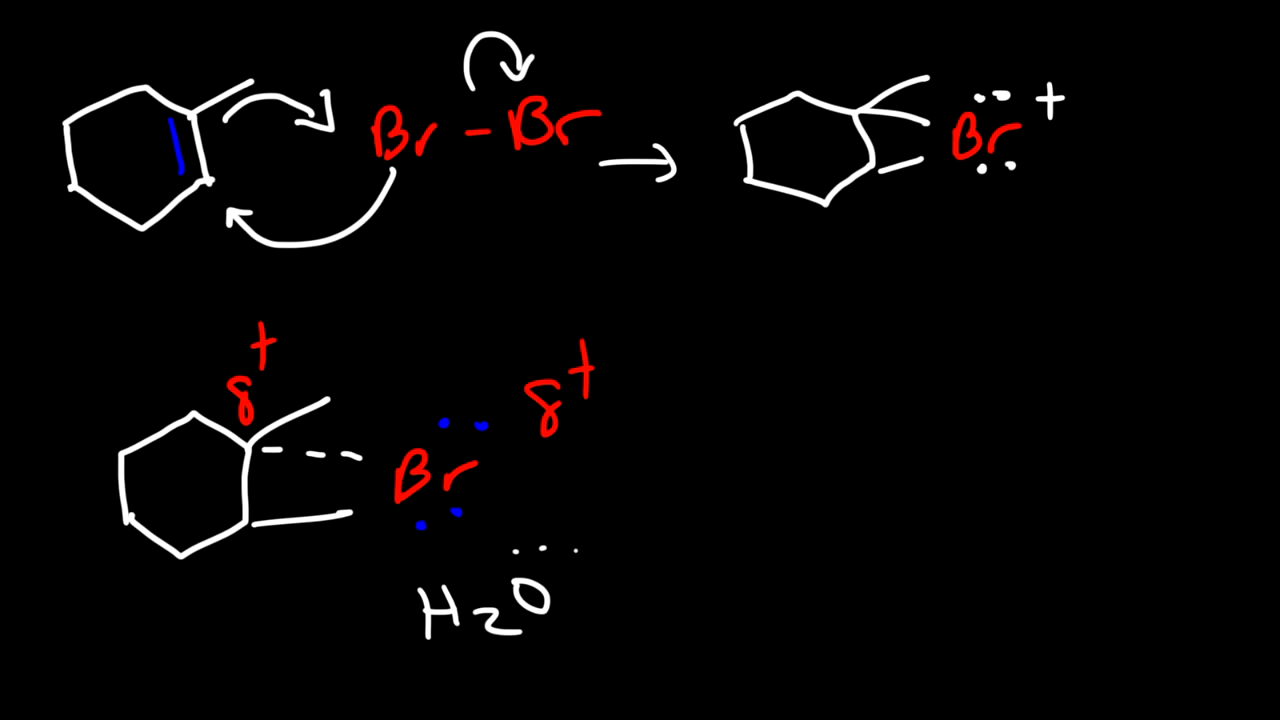 Br - Br → Br +
δ+ δ+
Br
H2O